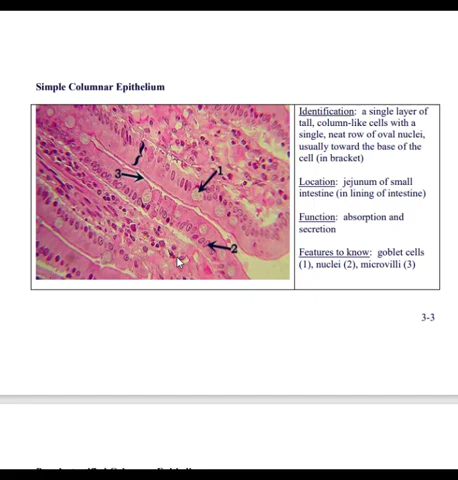 Simple Columnar Epithelium
Identification: a single layer of
tall, column-like cells with a
single, neat row of oval nuclei,
usually toward the base of the
cell (in bracket)
Location: jejunum of small
intestine (in lining of intestine)
Function: absorption and
secretion
Features to know: goblet cells
(1), nuclei (2), microvilli (3)
1
3
2
3-3